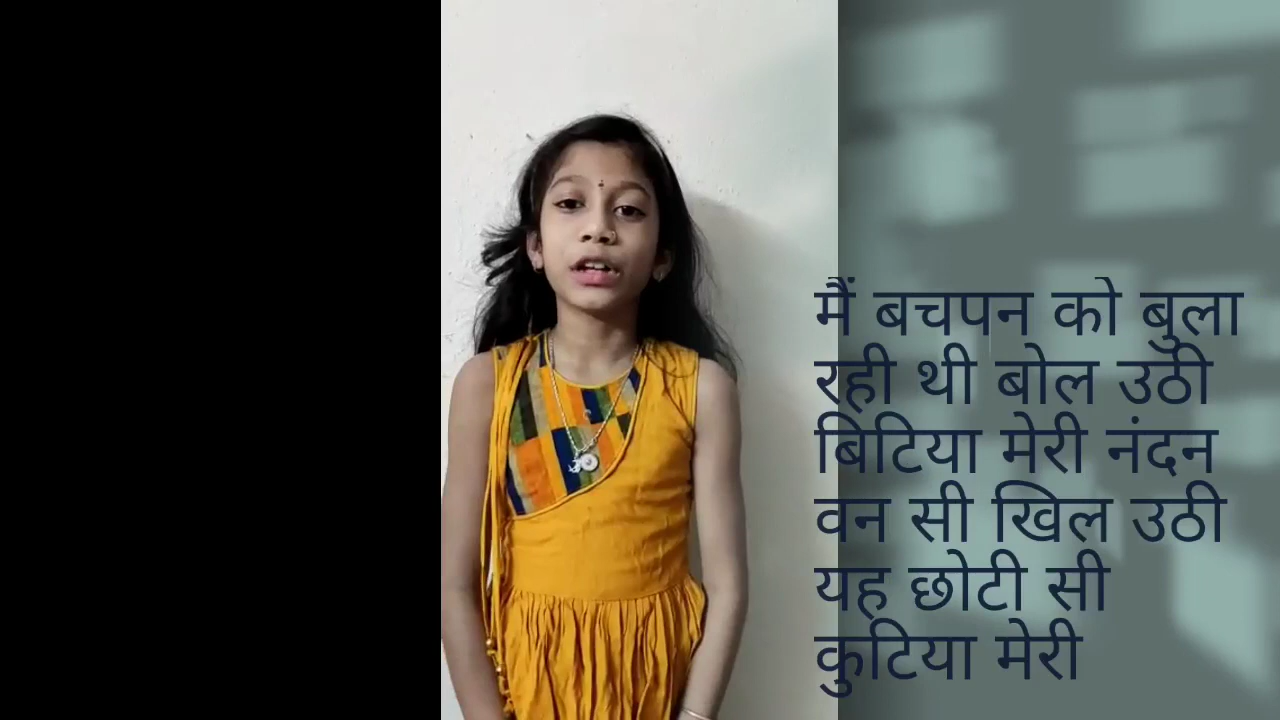 मैं बचपन को बुला
रही थी बोल उठी
बिटिया मेरी नंदन
वन सी खिल उठी
यह छोटी सी
कुटिया मेरी